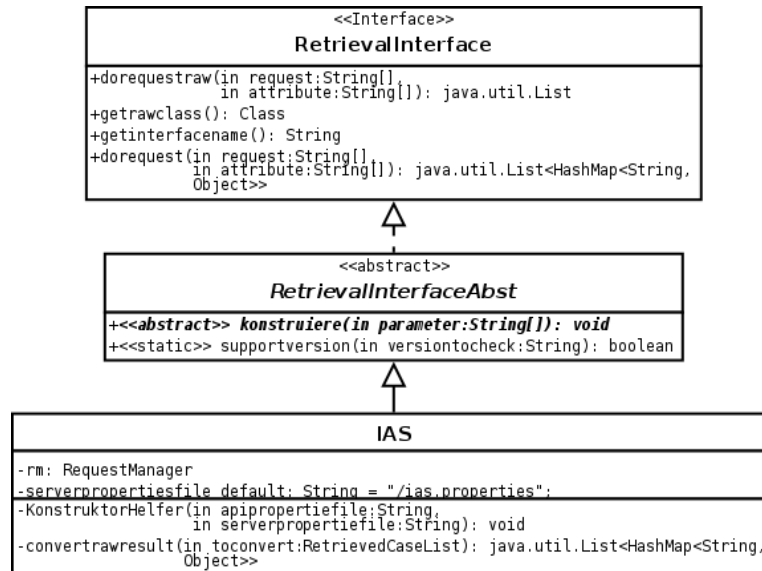 <<Interface>>
RetrievalInterface
+dorequestraw(in request:String[],
in attribute:String[]): java.util.List
+getrawclass(): Class
+getinterfacename(): String
+dorequest(in request:String[],
in attribute:String[]): java.util.List<HashMap<String,
Object>>
<<abstract>>
RetrievalInterfaceAbst
+<<abstract>> konstruiere(in parameter:String[]): void
+<<static>> supportversion(in versiontocheck:String): boolean
IAS
-rm: RequestManager
-serverpropertiesfile_default: String = "/ias.properties";
-KonstruktorHelfer(in apipropertiefile:String,
in serverpropertiefile:String): void
-convertrawresult(in toconvert:RetrievedCaseList): java.util.List<HashMap<String,
Object>>